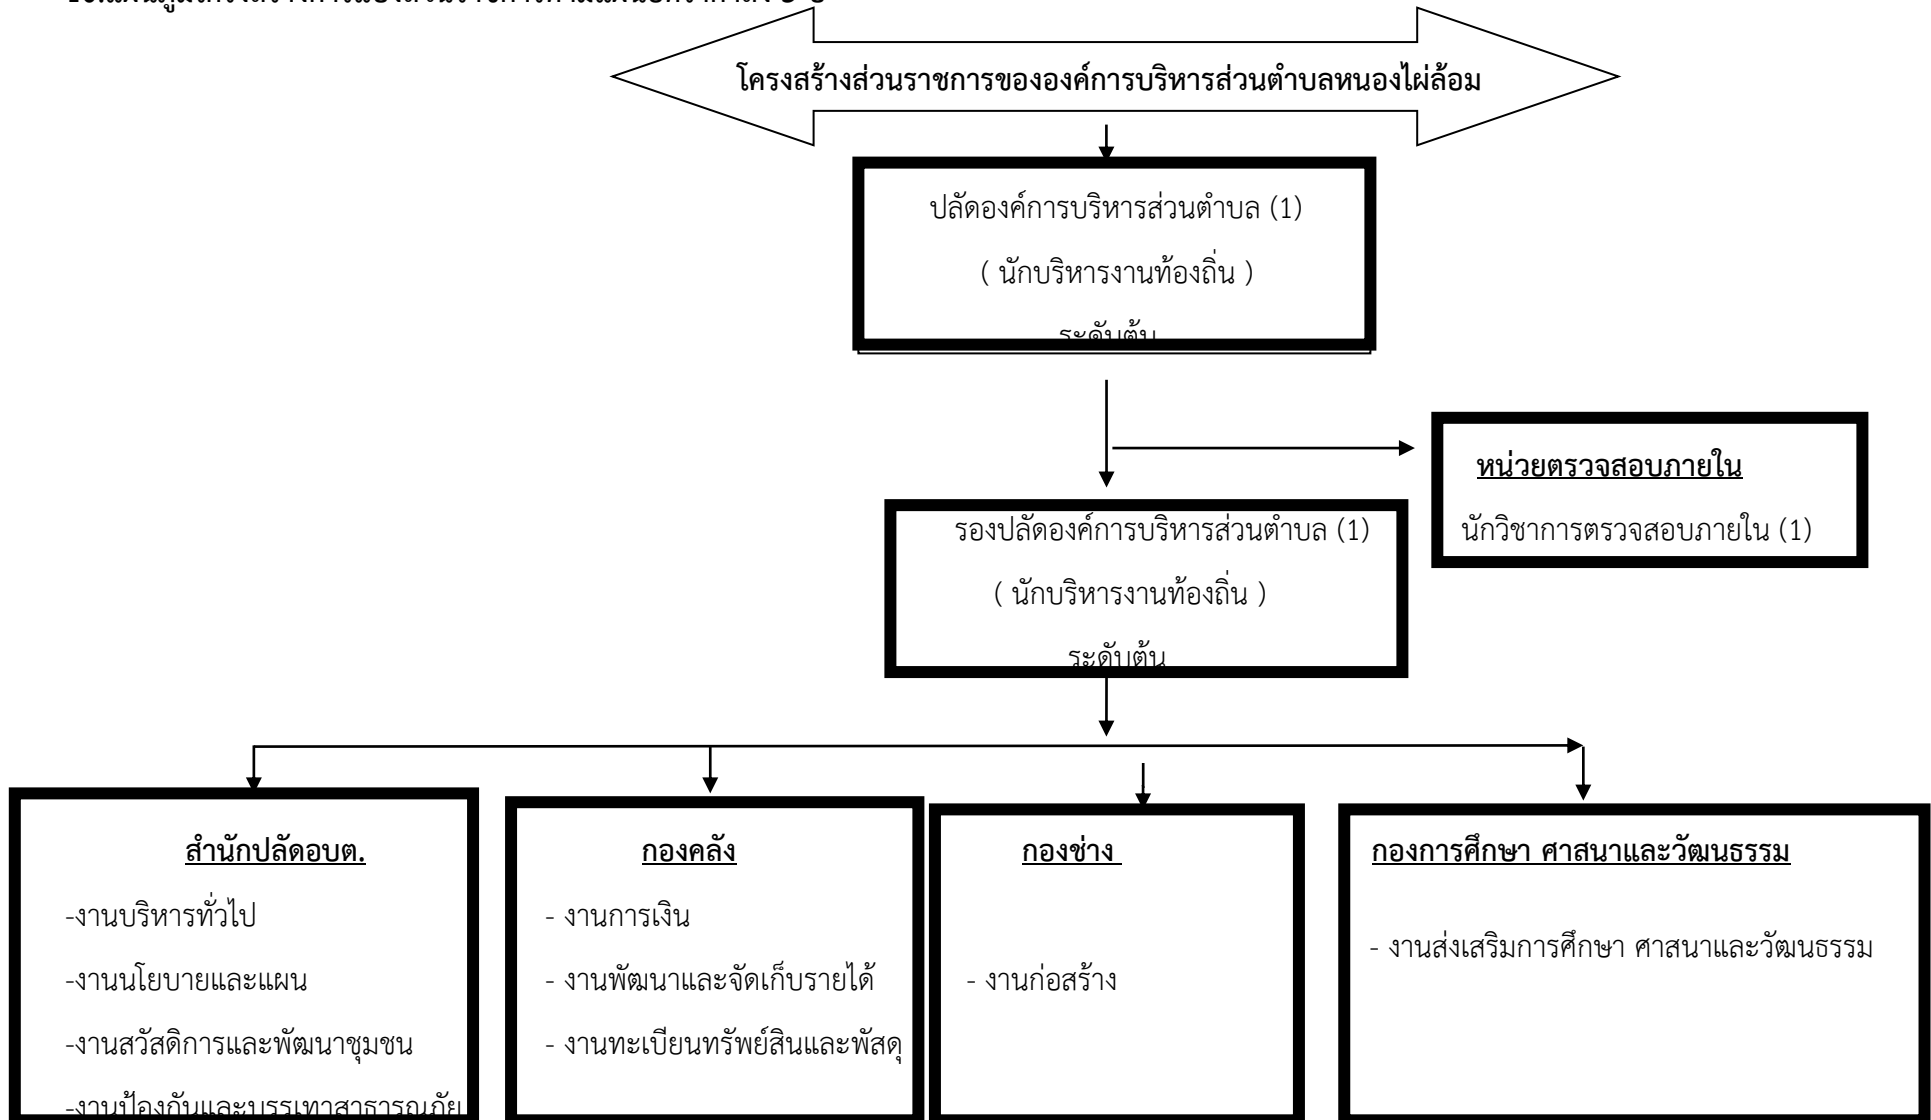 โครงสร้างส่วนราชการขององค์การบริหารส่วนตำบลหนองไผ่ล้อม
ปลัดองค์การบริหารส่วนตำบล (1)
( นักบริหารงานท้องถิ่น )
ระดับต้น
หน่วยตรวจสอบภายใน
นักวิชาการตรวจสอบภายใน (1)
รองปลัดองค์การบริหารส่วนตำบล (1)
( นักบริหารงานท้องถิ่น )
ระดับต้น
สำนักปลัดอบต.
-งานบริหารทั่วไป
-งานนโยบายและแผน
-งานสวัสดิการและพัฒนาชุมชน
-งานป้องกันและบรรเทาสาธารณภัย
กองคลัง
- งานการเงิน
- งานพัฒนาและจัดเก็บรายได้
- งานทะเบียนทรัพย์สินและพัสดุ
กองช่าง
- งานก่อสร้าง
กองการศึกษา ศาสนาและวัฒนธรรม
- งานส่งเสริมการศึกษา ศาสนาและวัฒนธรรม